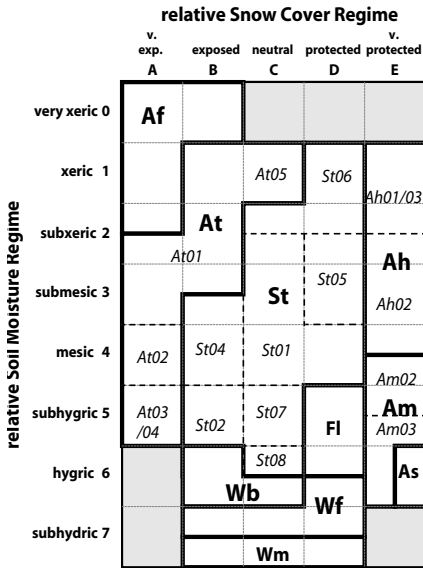 relative Snow Cover Regime
v. exp. exposed neutral protected v. protected
A B C D E
relative Soil Moisture Regime
very xeric 0
Af
xeric 1
At05
St06
Ah01/03
At
subxeric 2
At01
Ah
St05
submesic 3
St
Ah02
mesic 4
At02
St04
St01
Am02
subhygric 5
At03
/04
St02
St07
Fl
Am
Am03
St08
hygric 6
As
Wb
Wf
subhydric 7
Wm